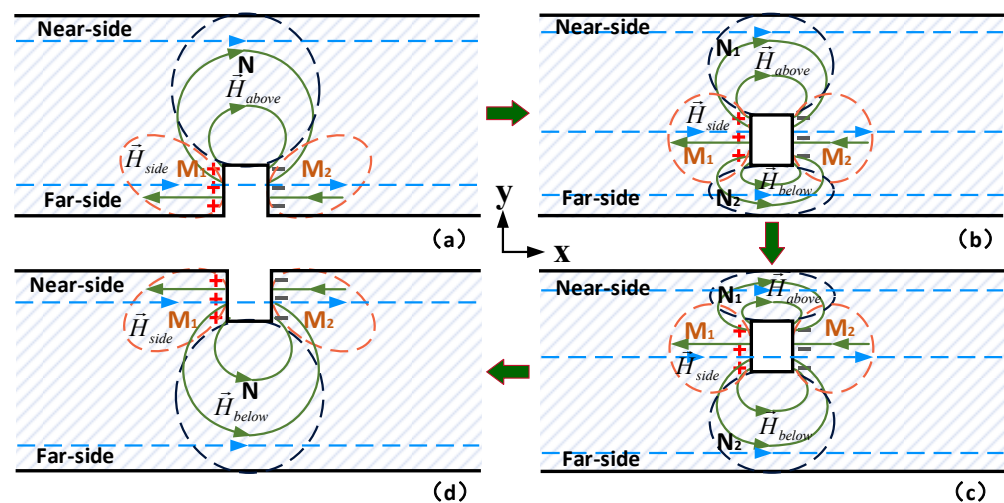 Near-side
N
H⃗ above
H⃗ side
M₁
M₂
+
+
+
−
−
−
Far-side
(a)
Near-side
N₁
H⃗ above
H⃗ side
+
+
+
−
−
−
M₁
M₂
H⃗ below
Far-side
N₂
(b)
y
x
Near-side
+
+
+
−
−
−
M₁
M₂
H⃗ side
N
H⃗ below
Far-side
(d)
Near-side
N₁
H⃗ above
M₁
M₂
+
+
+
−
−
−
H⃗ side
H⃗ below
N₂
Far-side
(c)